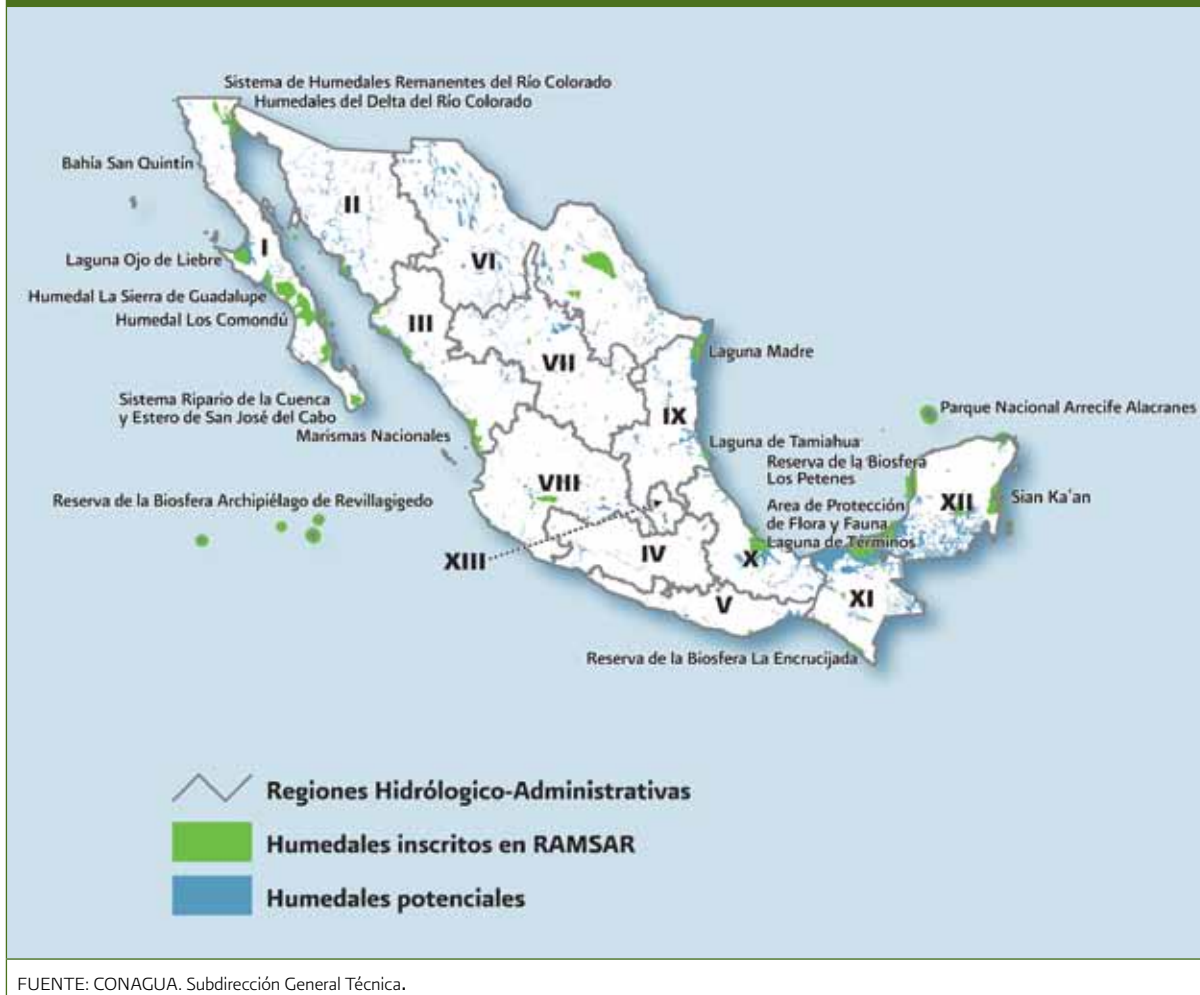 Sistema de Humedales Remanentes del Río Colorado
Humedales del Delta del Río Colorado
Bahía San Quintín
II
I
VI
Laguna Ojo de Liebre
Humedal La Sierra de Guadalupe
Humedal Los Comondú
III
VII
Laguna Madre
Sistema Ripario de la Cuenca
y Estero de San José del Cabo
Marismas Nacionales
IX
Parque Nacional Arrecife Alacranes
Laguna de Tamiahua
Reserva de la Biosfera
Los Petenes
VIII
Reserva de la Biosfera Archipiélago de Revillagigedo
XII
Sian Ka'an
Area de Protección
de Flora y Fauna
Laguna de Términos
XIII
IV
X
V
XI
Reserva de la Biosfera La Encrucijada
Regiones Hidrólogico-Administrativas
Humedales inscritos en RAMSAR
Humedales potenciales
FUENTE: CONAGUA. Subdirección General Técnica.